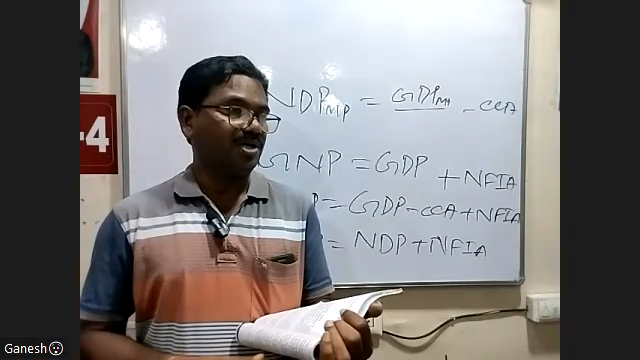 NDPMP = GDPMP - CCA
GNP = GDP + NFIA
P = GDP - CCA + NFIA
P = NDP + NFIA
-4
Ganesh😯